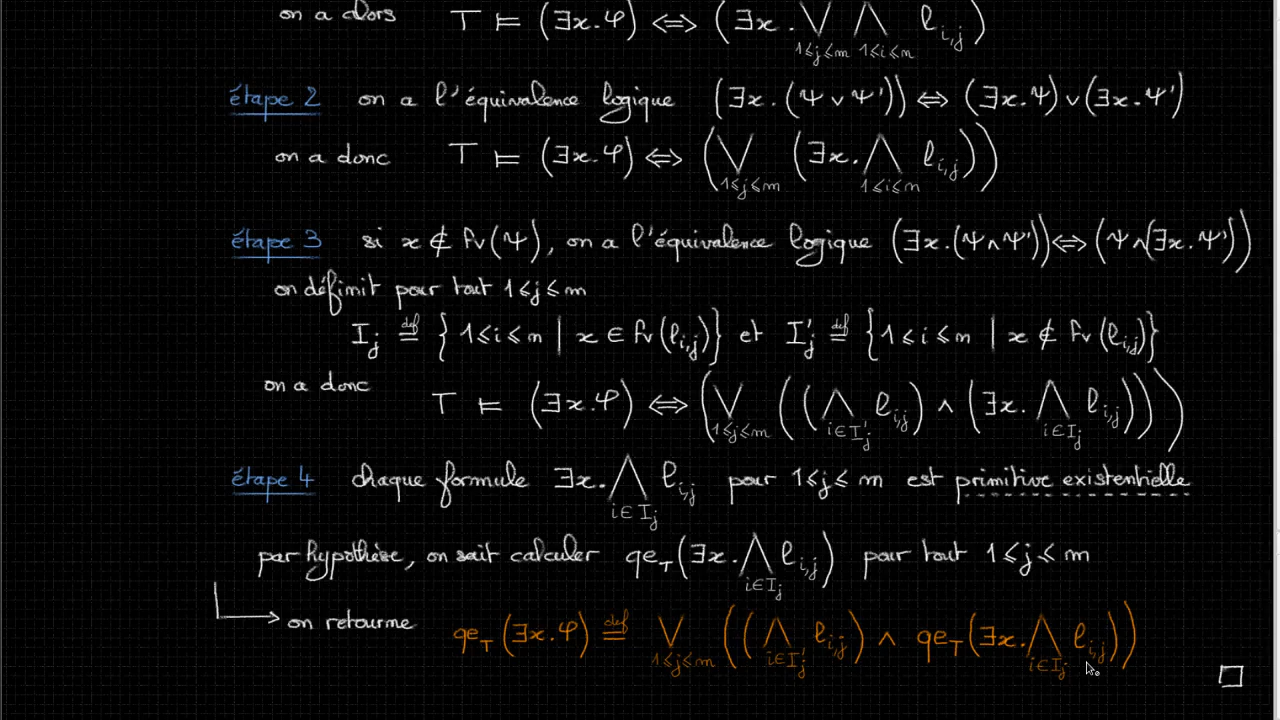 on a alors T ⊨ (∃x.φ) ⇔ (∃x. ⋁_{1≤j≤m} ⋀_{1≤i≤n} ℓ_{i,j})
étape 2 on a l'équivalence logique (∃x.(Ψ ∨ Ψ')) ⇔ (∃x.Ψ) ∨ (∃x.Ψ')
on a donc T ⊨ (∃x.φ) ⇔ (⋁_{1≤j≤m} (∃x. ⋀_{1≤i≤n} ℓ_{i,j}))
étape 3 si x ∉ fv(Ψ), on a l'équivalence logique (∃x.(Ψ ∧ Ψ')) ⇔ (Ψ ∧ (∃x.Ψ'))
on définit pour tout 1≤j≤m
I_j ≝ {1≤i≤n | x ∈ fv(ℓ_{i,j})} et I'_j ≝ {1≤i≤n | x ∉ fv(ℓ_{i,j})}
on a donc T ⊨ (∃x.φ) ⇔ (⋁_{1≤j≤m} ((⋀_{i∈I'_j} ℓ_{i,j}) ∧ (∃x. ⋀_{i∈I_j} ℓ_{i,j})))
étape 4 chaque formule ∃x. ⋀_{i∈I_j} ℓ_{i,j} pour 1≤j≤m est primitive existentielle
par hypothèse, on sait calculer qe_T(∃x. ⋀_{i∈I_j} ℓ_{i,j}) pour tout 1≤j≤m
on retourne qe_T(∃x.φ) ≝ ⋁_{1≤j≤m} ((⋀_{i∈I'_j} ℓ_{i,j}) ∧ qe_T(∃x. ⋀_{i∈I_j} ℓ_{i,j}))
□